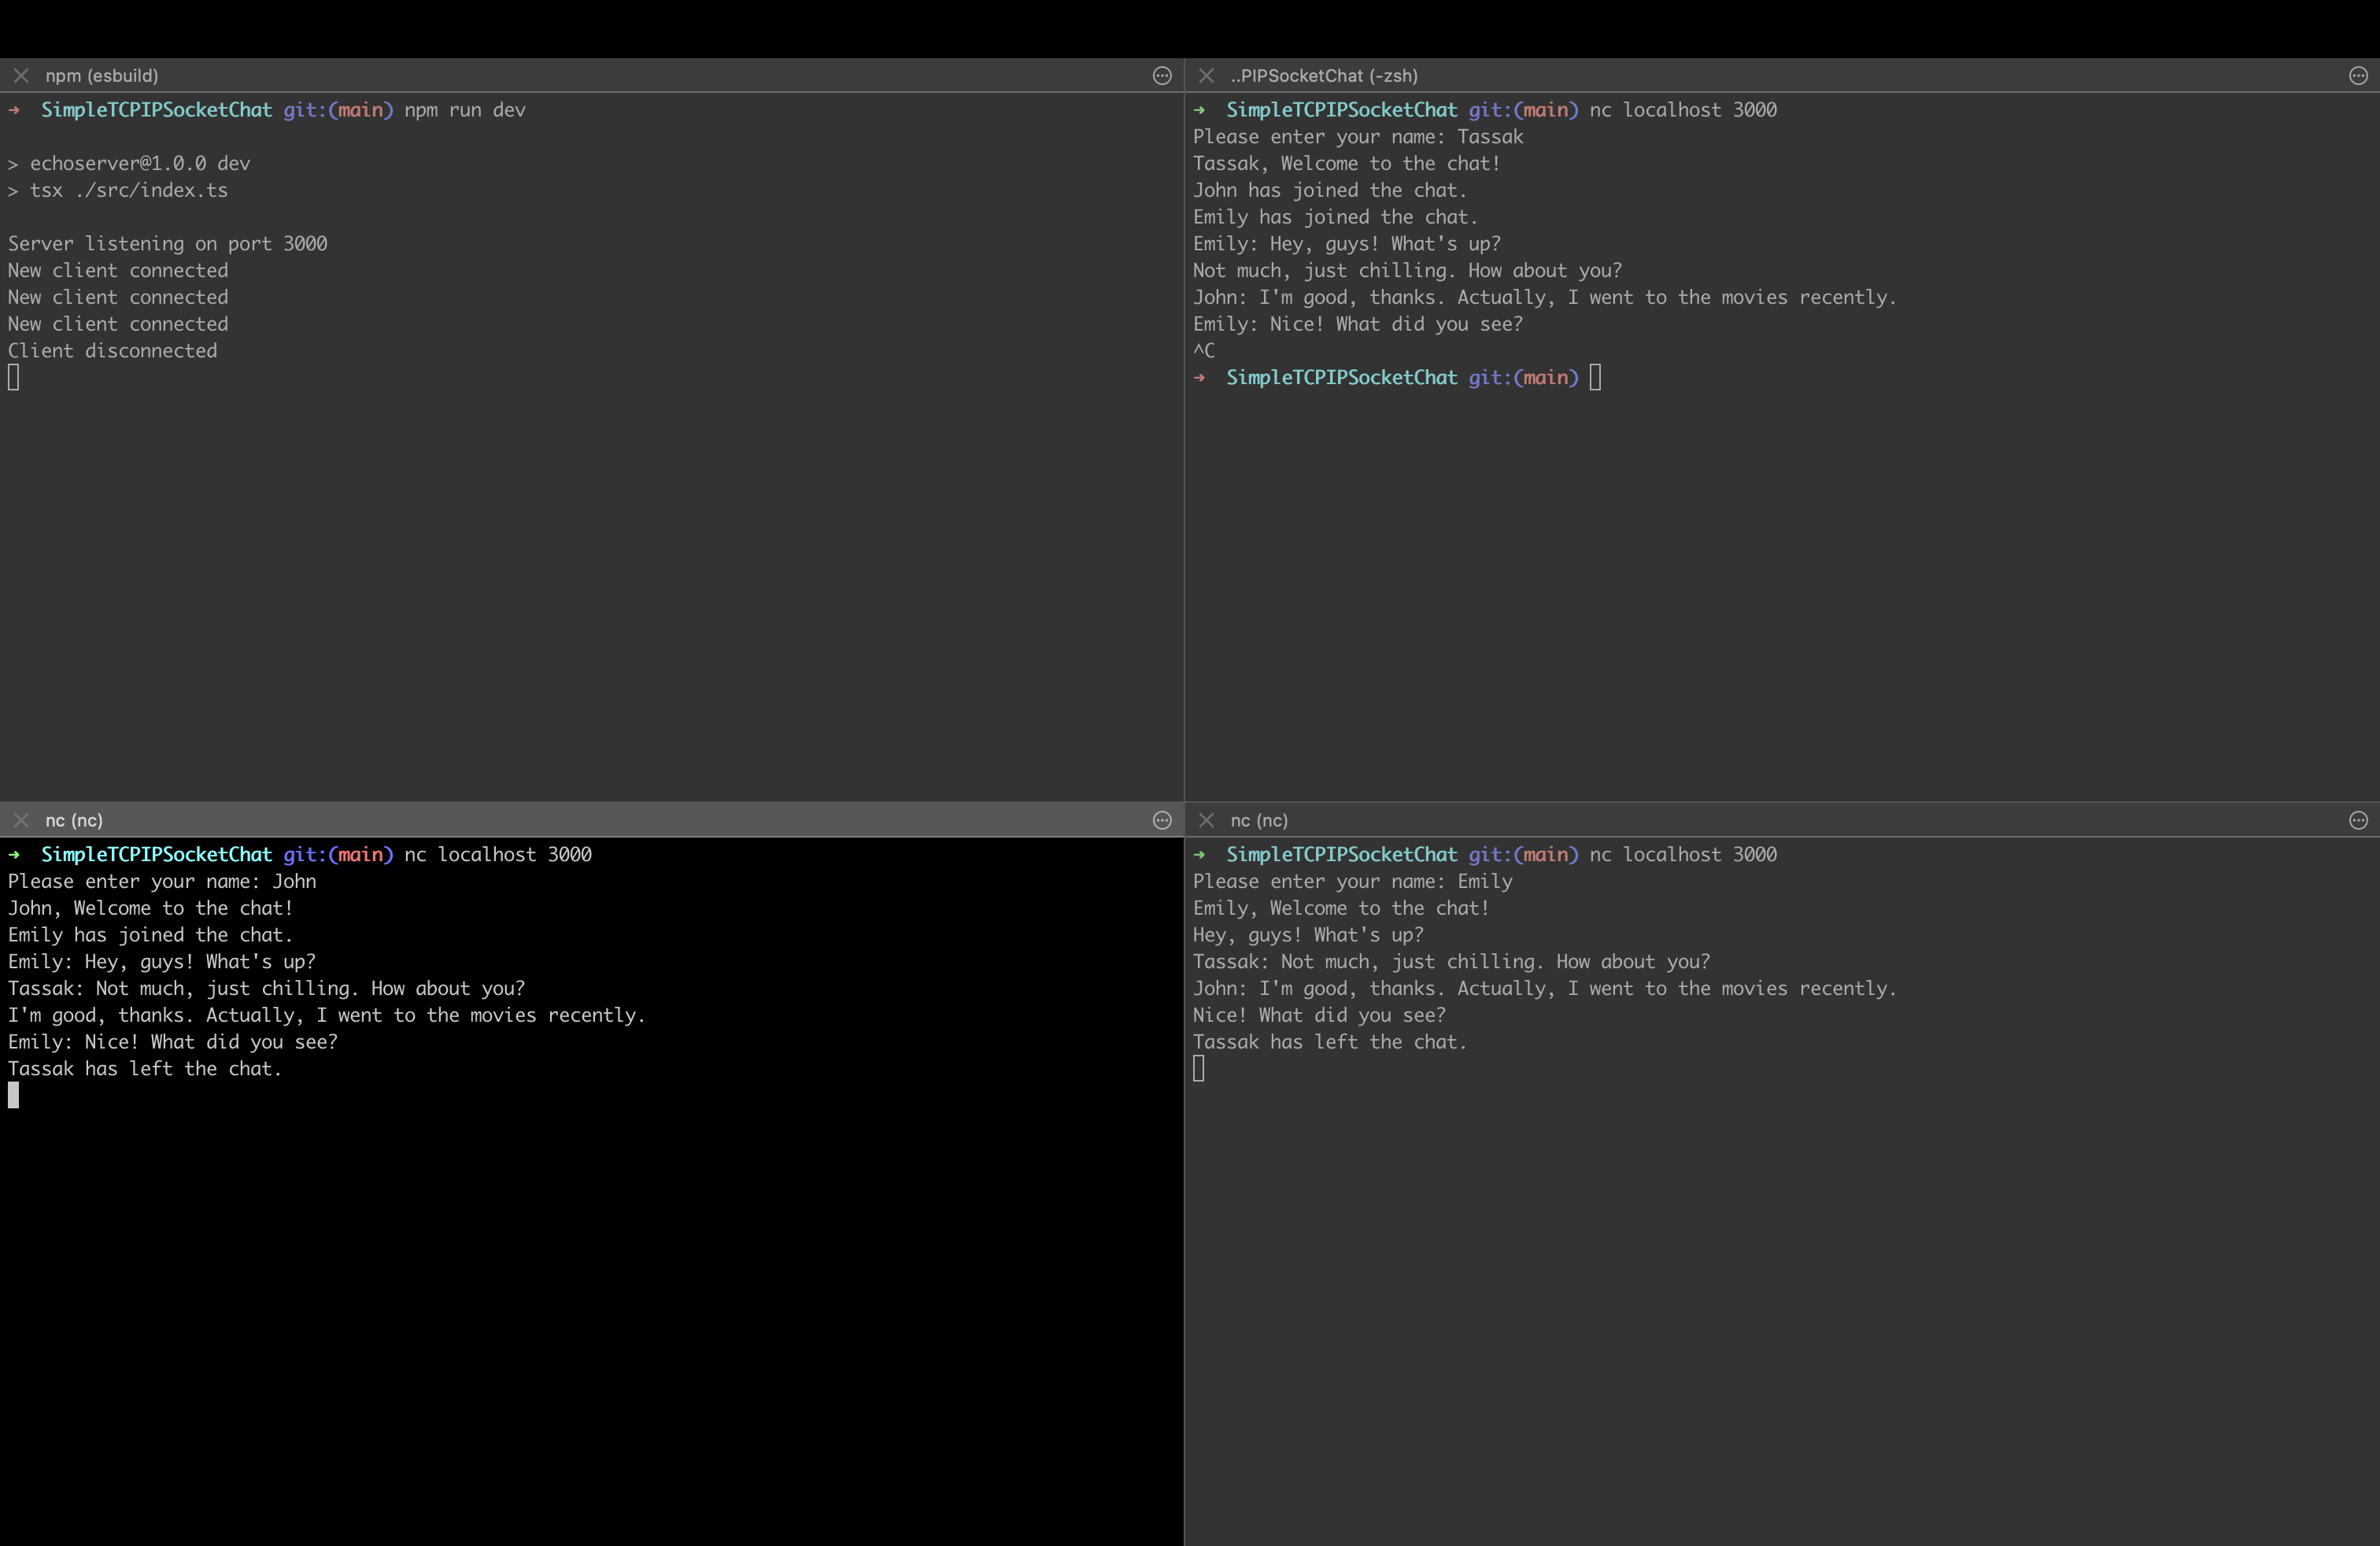 npm (esbuild)
➜  SimpleTCPIPSocketChat git:(main) npm run dev

> echoserver@1.0.0 dev
> tsx ./src/index.ts

Server listening on port 3000
New client connected
New client connected
New client connected
Client disconnected

..PIPSocketChat (-zsh)
➜  SimpleTCPIPSocketChat git:(main) nc localhost 3000
Please enter your name: Tassak
Tassak, Welcome to the chat!
John has joined the chat.
Emily has joined the chat.
Emily: Hey, guys! What's up?
Not much, just chilling. How about you?
John: I'm good, thanks. Actually, I went to the movies recently.
Emily: Nice! What did you see?
^C
➜  SimpleTCPIPSocketChat git:(main)

nc (nc)
➜  SimpleTCPIPSocketChat git:(main) nc localhost 3000
Please enter your name: John
John, Welcome to the chat!
Emily has joined the chat.
Emily: Hey, guys! What's up?
Tassak: Not much, just chilling. How about you?
I'm good, thanks. Actually, I went to the movies recently.
Emily: Nice! What did you see?
Tassak has left the chat.

nc (nc)
➜  SimpleTCPIPSocketChat git:(main) nc localhost 3000
Please enter your name: Emily
Emily, Welcome to the chat!
Hey, guys! What's up?
Tassak: Not much, just chilling. How about you?
John: I'm good, thanks. Actually, I went to the movies recently.
Nice! What did you see?
Tassak has left the chat.